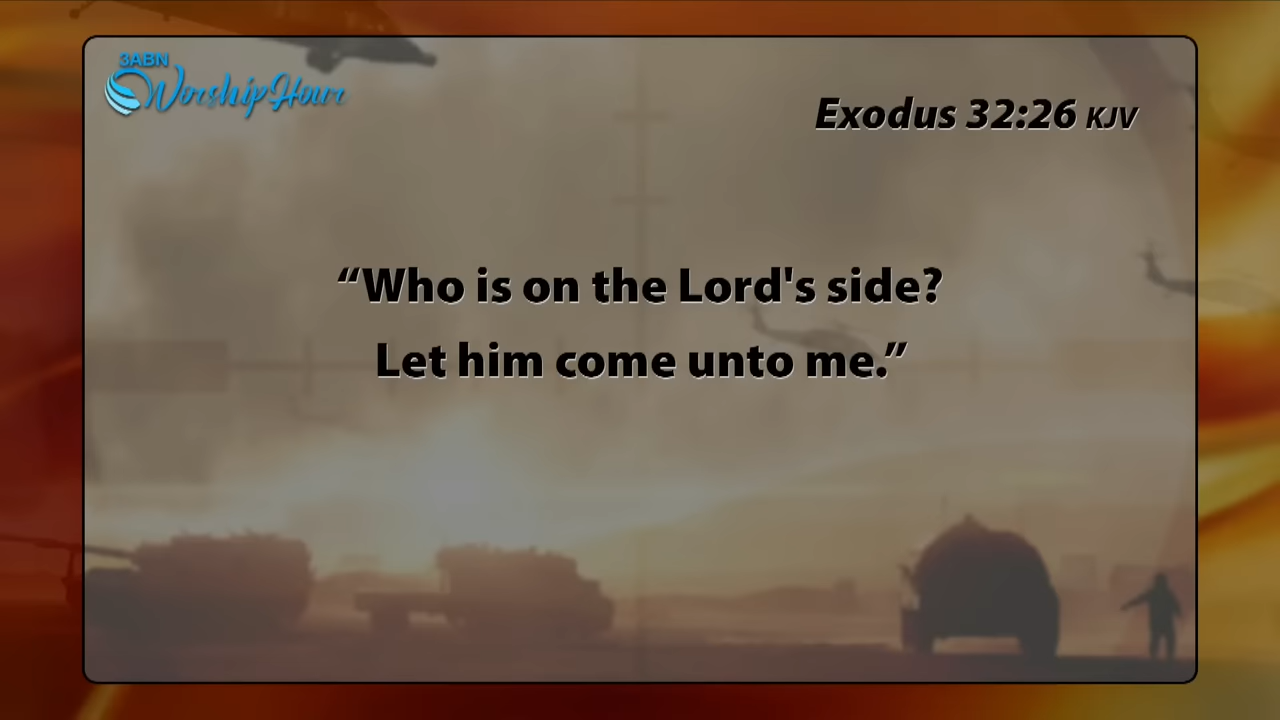 3ABN
Worship Hour
Exodus 32:26 KJV
“Who is on the Lord's side?
Let him come unto me.”